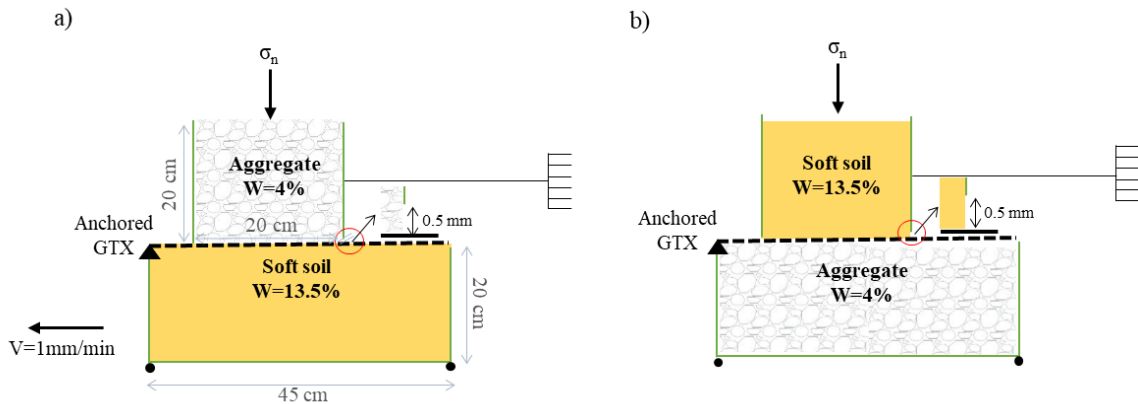 a)
σn
20 cm
Aggregate
W=4%
20 cm
0.5 mm
Anchored
GTX
Soft soil
W=13.5%
20 cm
V=1mm/min
45 cm
b)
σn
Soft soil
W=13.5%
0.5 mm
Anchored
GTX
Aggregate
W=4%